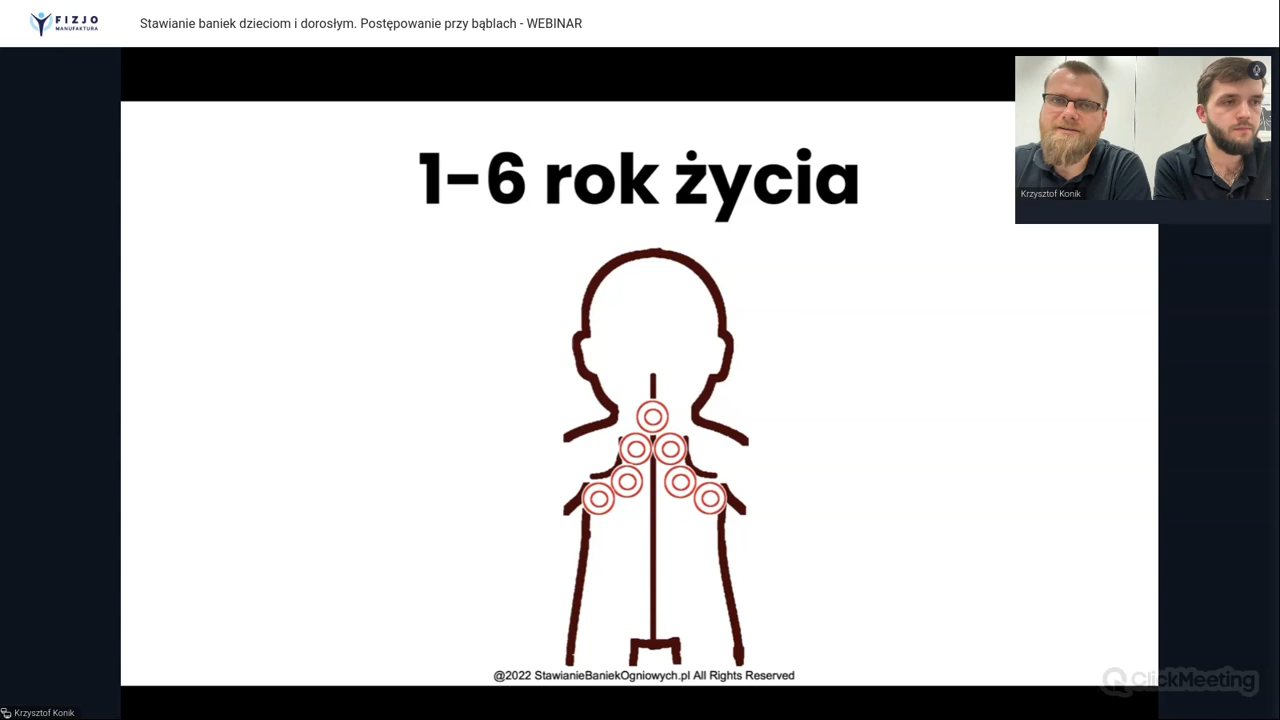 FIZJO
MANUFAKTURA
Stawianie baniek dzieciom i dorosłym. Postępowanie przy bąblach - WEBINAR
Krzysztof Konik
1-6 rok życia
@2022 StawianieBaniekOgniowych.pl All Rights Reserved
ClickMeeting
Krzysztof Konik